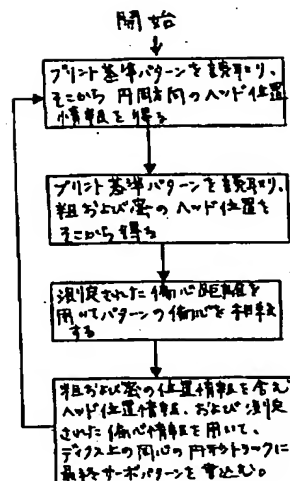 開始
プリント基準パターンを読取り、
そこから円周方向のヘッド位置
情報を得る
プリント基準パターンを読取り、
粗および密のヘッド位置を
そこから得る
測定された偏心距離を
用いてパターンの偏心を相殺
する
粗および密の位置情報を含む
ヘッド位置情報、および測定
された偏心情報を用いて、
ディスク上の同心の円形トラックに
最終サーボパターンを書込む。